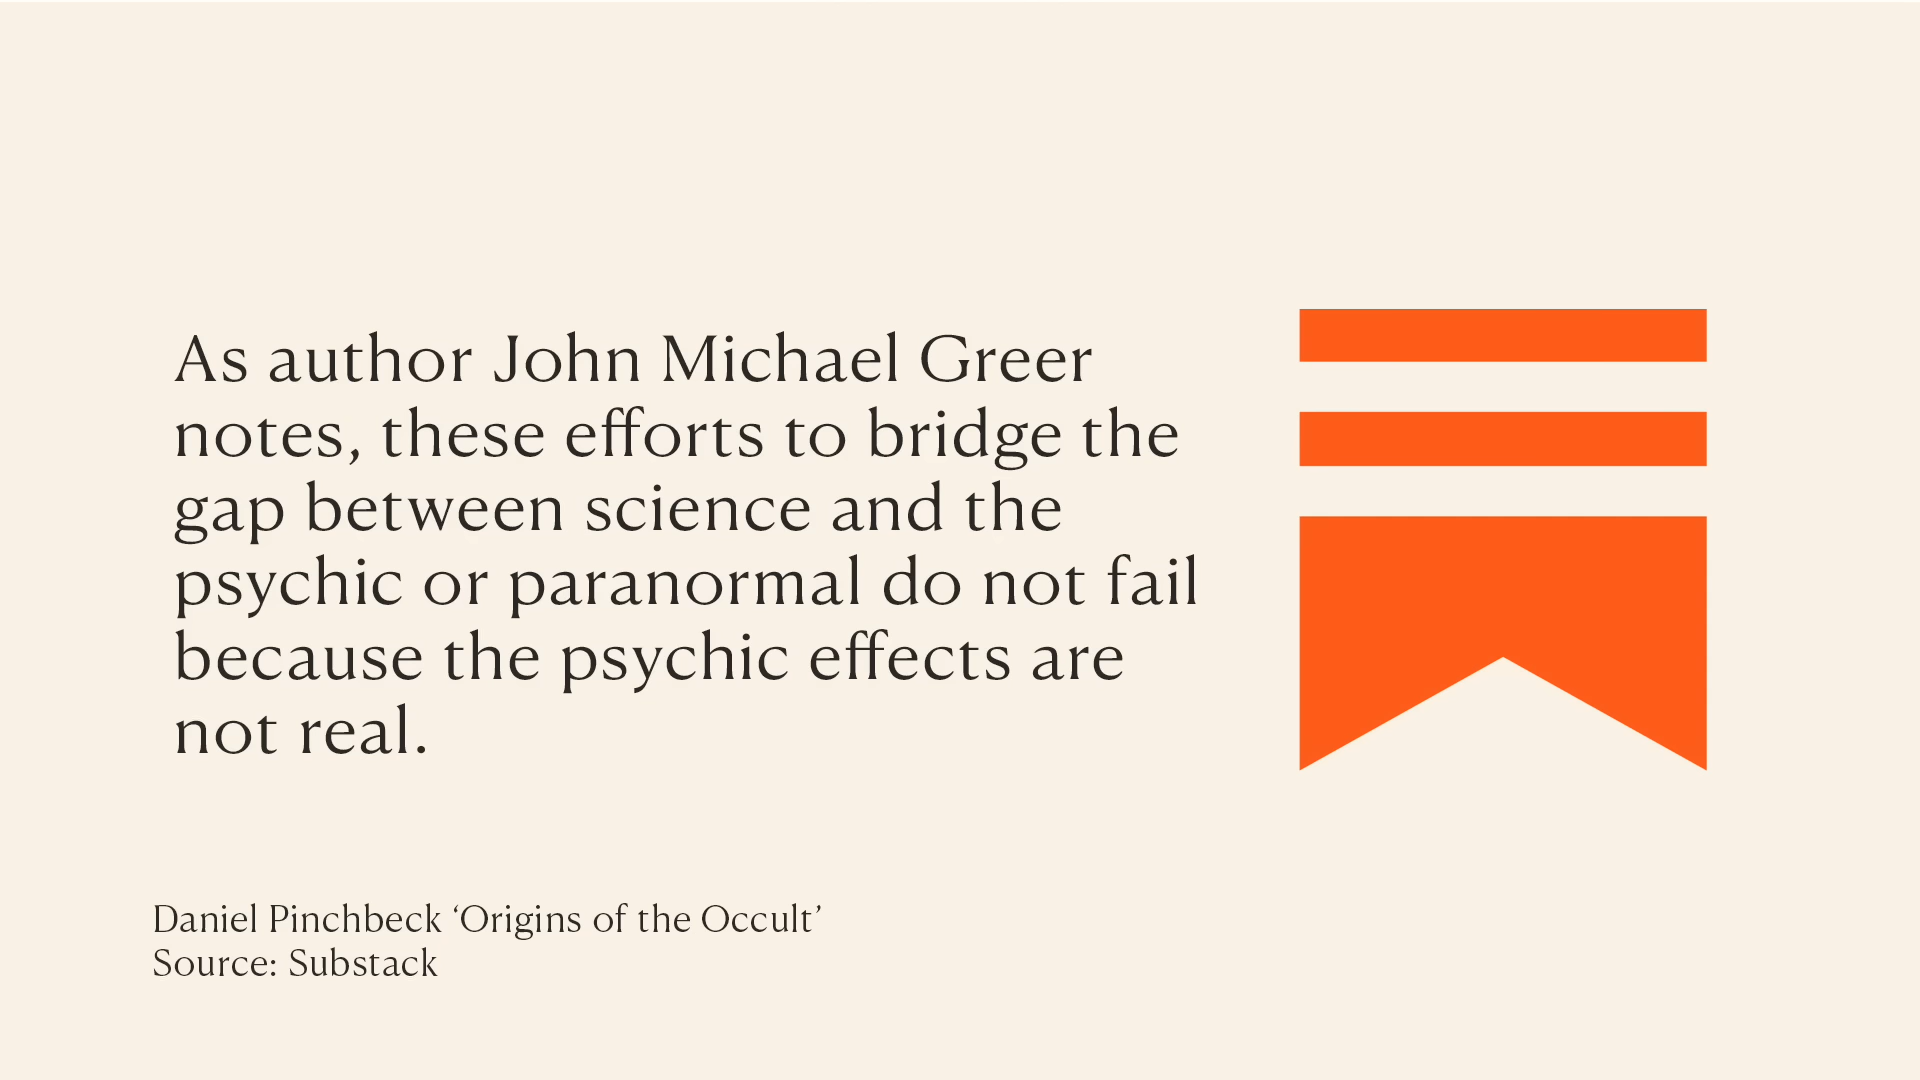 As author John Michael Greer
notes, these efforts to bridge the
gap between science and the
psychic or paranormal do not fail
because the psychic effects are
not real.
Daniel Pinchbeck ‘Origins of the Occult’
Source: Substack